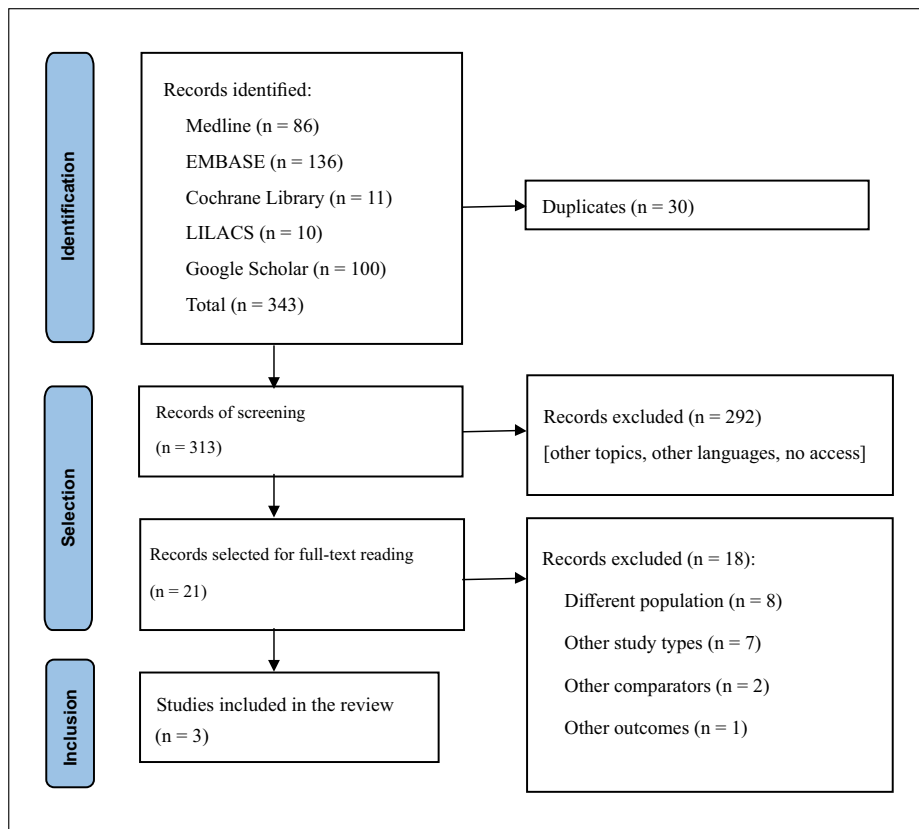 Identification
Records identified:
Medline (n = 86)
EMBASE (n = 136)
Cochrane Library (n = 11)
LILACS (n = 10)
Google Scholar (n = 100)
Total (n = 343)
Duplicates (n = 30)
Selection
Records of screening
(n = 313)
Records excluded (n = 292)
[other topics, other languages, no access]
Records selected for full-text reading
(n = 21)
Records excluded (n = 18):
Different population (n = 8)
Other study types (n = 7)
Other comparators (n = 2)
Other outcomes (n = 1)
Inclusion
Studies included in the review
(n = 3)